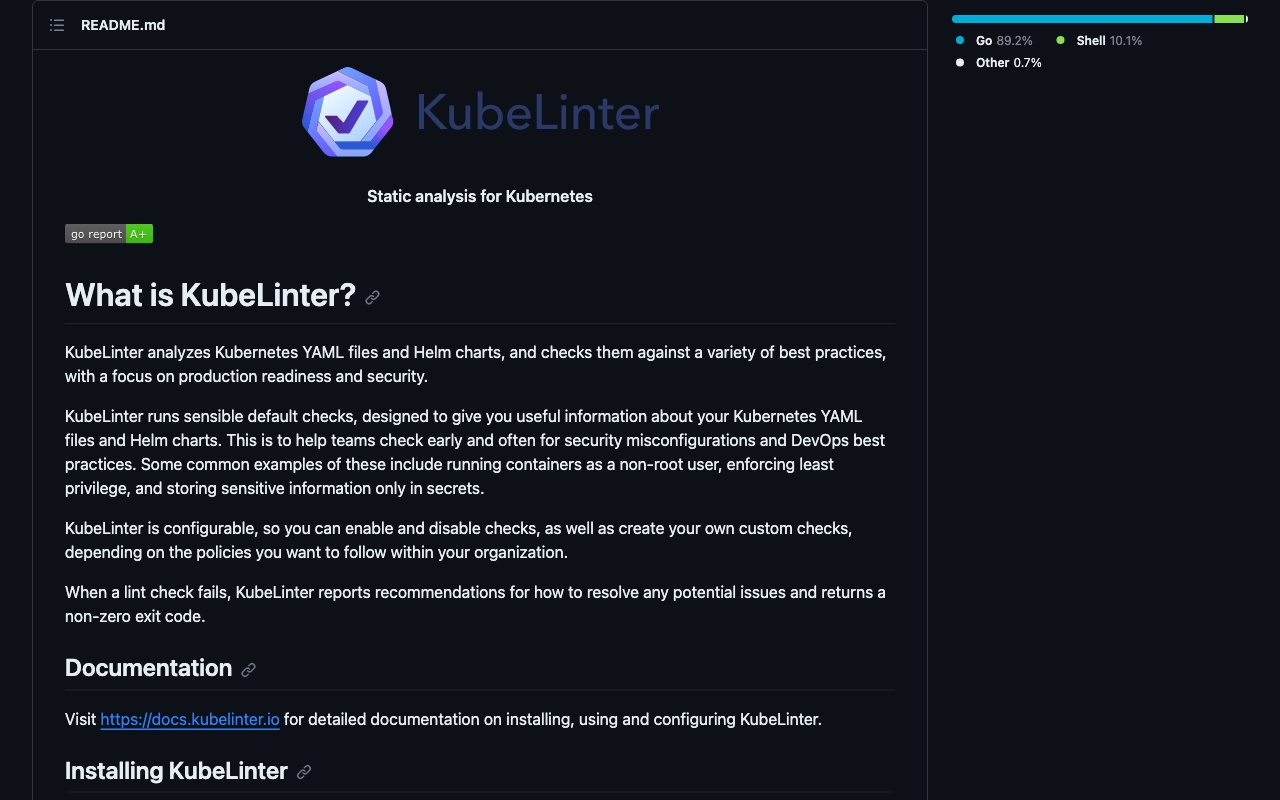 README.md
Go 89.2%
Shell 10.1%
Other 0.7%
KubeLinter
Static analysis for Kubernetes
go report A+
What is KubeLinter?
KubeLinter analyzes Kubernetes YAML files and Helm charts, and checks them against a variety of best practices,
with a focus on production readiness and security.
KubeLinter runs sensible default checks, designed to give you useful information about your Kubernetes YAML
files and Helm charts. This is to help teams check early and often for security misconfigurations and DevOps best
practices. Some common examples of these include running containers as a non-root user, enforcing least
privilege, and storing sensitive information only in secrets.
KubeLinter is configurable, so you can enable and disable checks, as well as create your own custom checks,
depending on the policies you want to follow within your organization.
When a lint check fails, KubeLinter reports recommendations for how to resolve any potential issues and returns a
non-zero exit code.
Documentation
Visit https://docs.kubelinter.io for detailed documentation on installing, using and configuring KubeLinter.
Installing KubeLinter